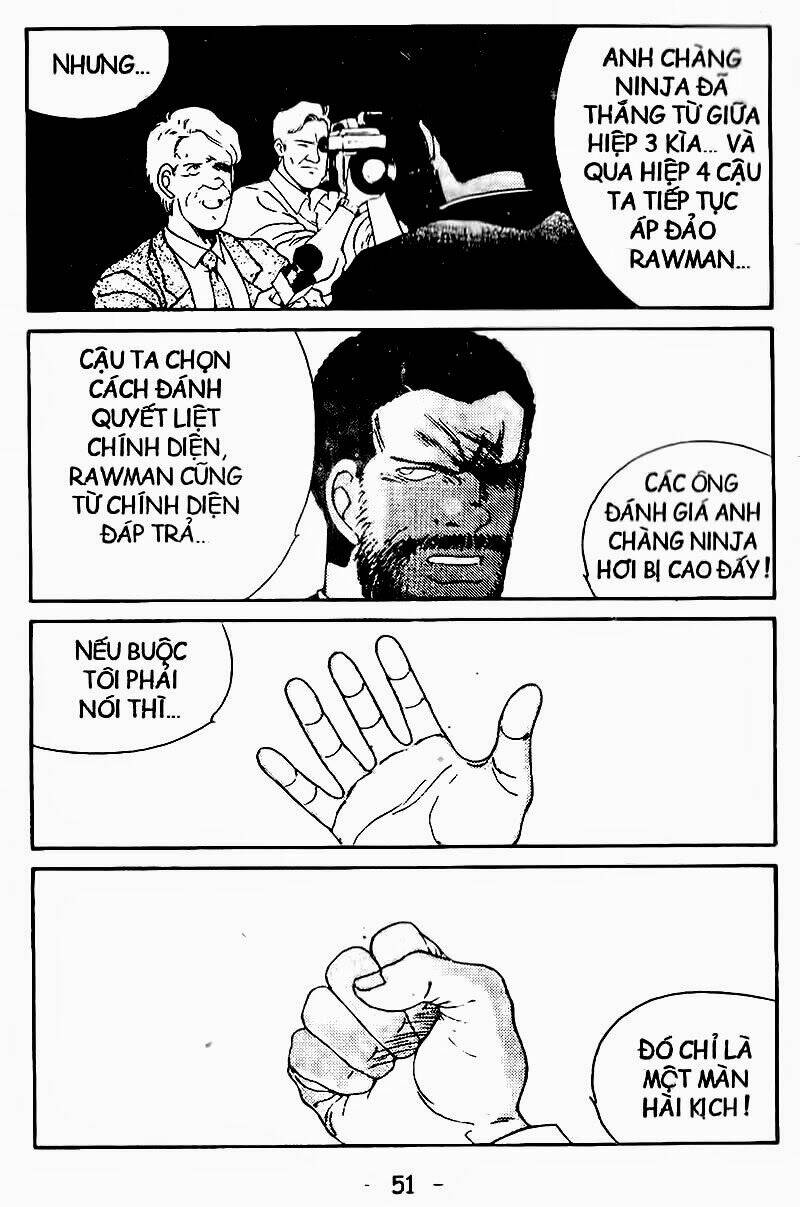 NHƯNG...
ANH CHÀNG
NINJA ĐÃ
THẮNG TỪ GIỮA
HIỆP 3 KÌA... VÀ
QUA HIỆP 4 CẬU
TA TIẾP TỤC
ÁP ĐẢO
RAWMAN...
CẬU TA CHỌN
CÁCH ĐÁNH
QUYẾT LIỆT
CHÍNH DIỆN,
RAWMAN CŨNG
TỪ CHÍNH DIỆN
ĐÁP TRẢ..
CÁC ÔNG
ĐÁNH GIÁ ANH
CHÀNG NINJA
HƠI BỊ CAO ĐẤY!
NẾU BUỘC
TÔI PHẢI
NÓI THÌ...
ĐÓ CHỈ LÀ
MỘT MÀN
HÀI KỊCH!
- 51 -